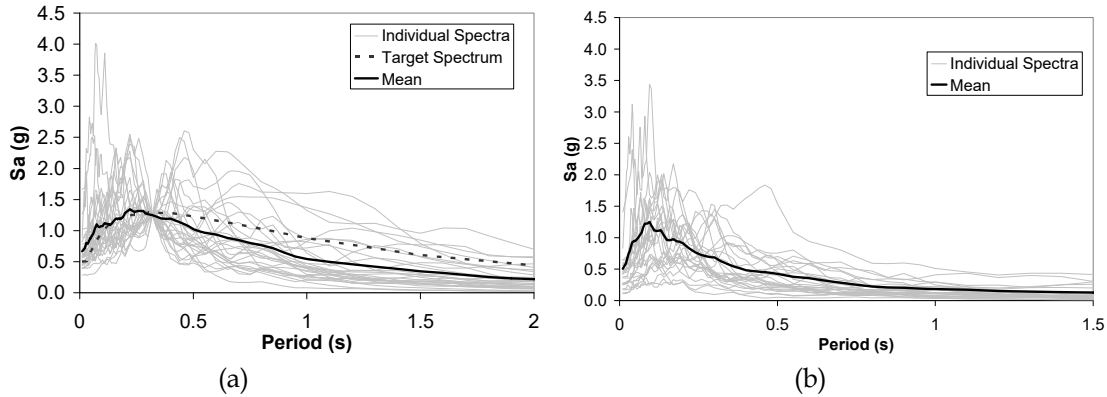 4.5
4.0
3.5
3.0
2.5
2.0
1.5
1.0
0.5
0.0
Sa (g)
Individual Spectra
Target Spectrum
Mean
0 0.5 1 1.5 2
Period (s)
(a)
4.5
4.0
3.5
3.0
2.5
2.0
1.5
1.0
0.5
0.0
Sa (g)
Individual Spectra
Mean
0 0.5 1 1.5
Period (s)
(b)